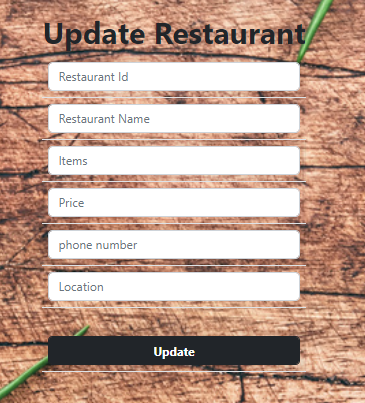 Update Restaurant
Restaurant Id
Restaurant Name
Items
Price
phone number
Location
Update